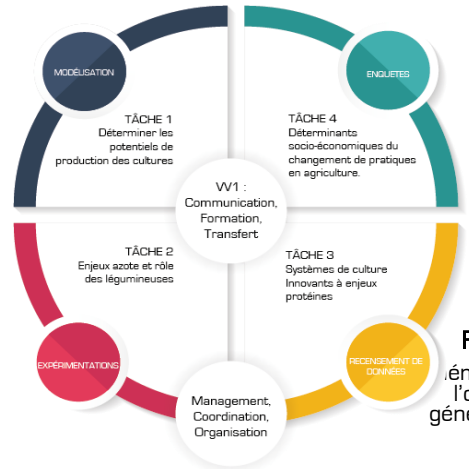 MODÉLISATION
ENQUETES
TÂCHE 1
Déterminer les
potentiels de
production des cultures
TÂCHE 4
Déterminants
socio-économiques du
changement de pratiques
en agriculture.
VV1 :
Communication,
Formation,
Transfert
TÂCHE 2
Enjeux azote et rôle
des légumineuses
TÂCHE 3
Systèmes de culture
Innovants à enjeux
protéines
EXPÉRIMENTATIONS
RECENSEMENT DE
DONNÉES
Management,
Coordination,
Organisation